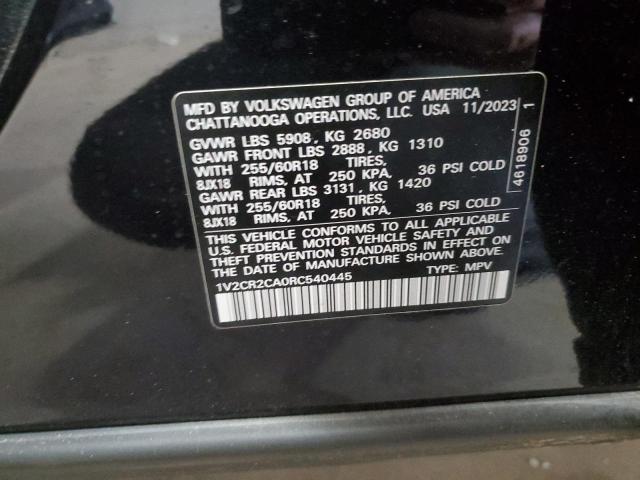 MFD BY VOLKSWAGEN GROUP OF AMERICA
CHATTANOOGA OPERATIONS, LLC. USA 11/2023
GVWR LBS 5908, KG 2680
GAWR FRONT LBS 2888, KG 1310
WITH 255/60R18 TIRES,
8JX18 RIMS, AT 250 KPA, 36 PSI COLD
GAWR REAR LBS 3131, KG 1420
WITH 255/60R18 TIRES,
8JX18 RIMS, AT 250 KPA, 36 PSI COLD
THIS VEHICLE CONFORMS TO ALL APPLICABLE
U.S. FEDERAL MOTOR VEHICLE SAFETY AND
THEFT PREVENTION STANDARDS IN EFFECT ON
THE DATE OF MANUFACTURE SHOWN ABOVE.
1V2CR2CA0RC540445 TYPE: MPV
4618906 1